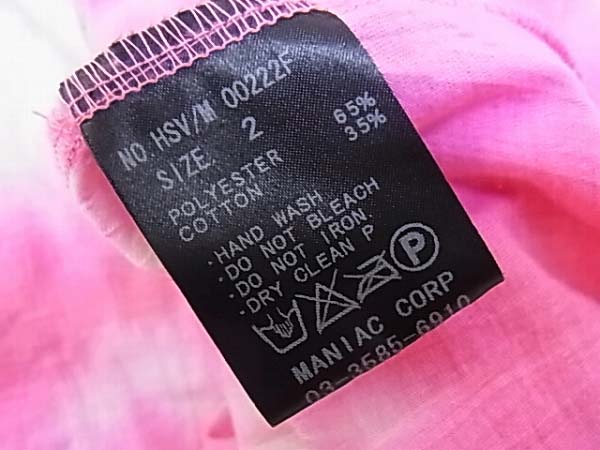 NO. HSV/M 00222F
SIZE 2
POLYESTER 65%
COTTON 35%
・HAND WASH
・DO NOT BLEACH
・DO NOT IRON.
・DRY CLEAN P
P
MANIAC CORP
03-3585-6910